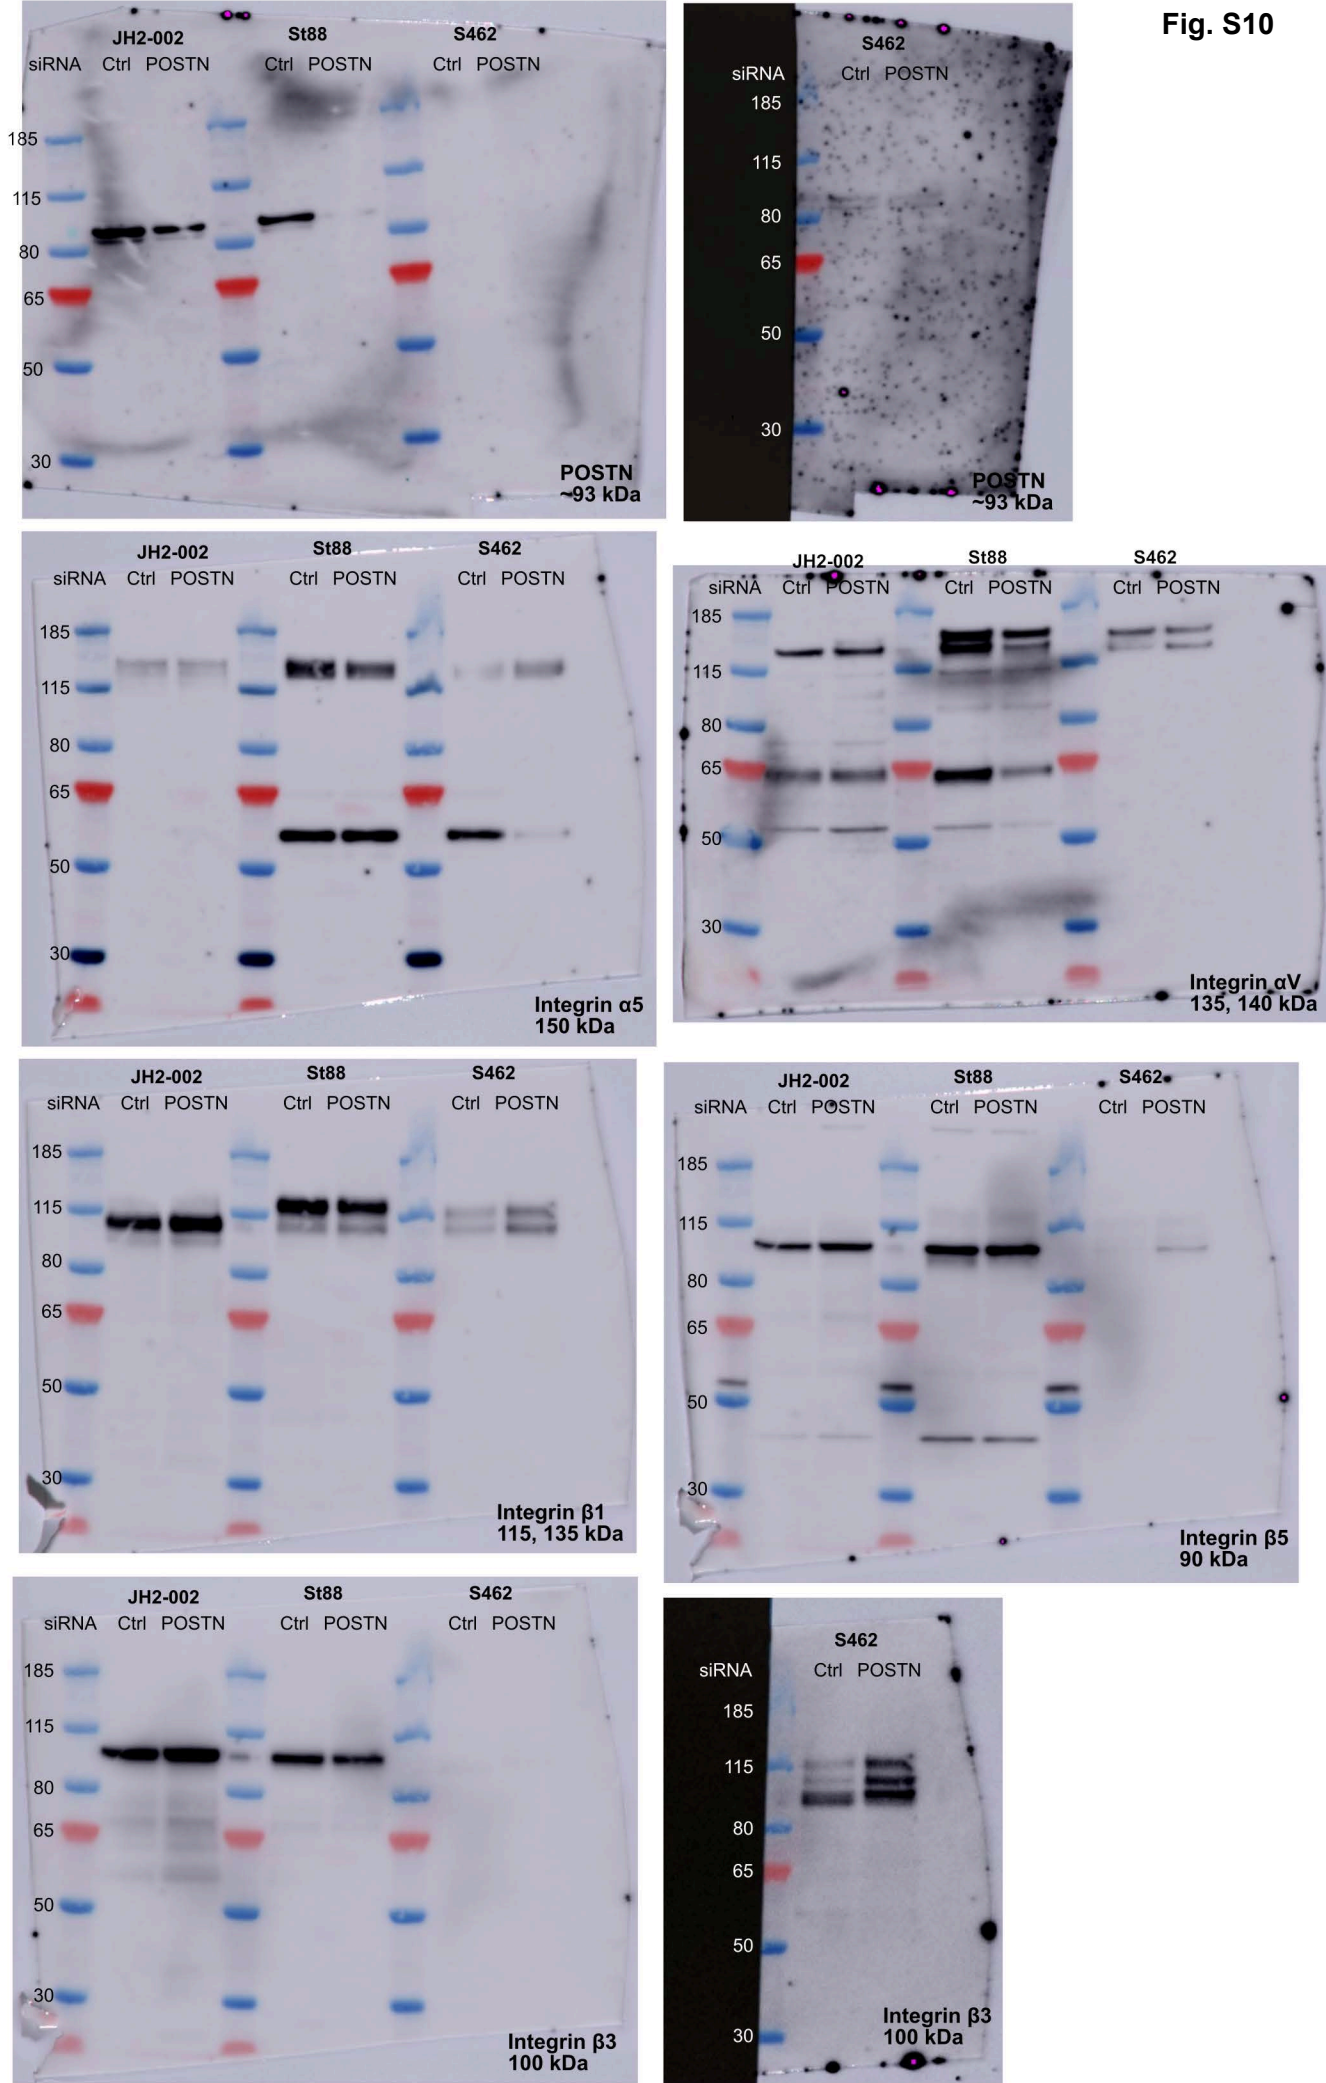 Fig. S10
JH2-002 St88 S462
siRNA Ctrl POSTN Ctrl POSTN Ctrl POSTN
185
115
80
65
50
30
POSTN
~93 kDa
S462
siRNA Ctrl POSTN
185
115
80
65
50
30
POSTN
~93 kDa
JH2-002 St88 S462
siRNA Ctrl POSTN Ctrl POSTN Ctrl POSTN
185
115
80
65
50
30
Integrin α5
150 kDa
JH2-002 St88 S462
siRNA Ctrl POSTN Ctrl POSTN Ctrl POSTN
185
115
80
65
50
30
Integrin αV
135, 140 kDa
JH2-002 St88 S462
siRNA Ctrl POSTN Ctrl POSTN Ctrl POSTN
185
115
80
65
50
30
Integrin β1
115, 135 kDa
JH2-002 St88 S462
siRNA Ctrl POSTN Ctrl POSTN Ctrl POSTN
185
115
80
65
50
30
Integrin β5
90 kDa
JH2-002 St88 S462
siRNA Ctrl POSTN Ctrl POSTN Ctrl POSTN
185
115
80
65
50
30
Integrin β3
100 kDa
S462
siRNA Ctrl POSTN
185
115
80
65
50
30
Integrin β3
100 kDa